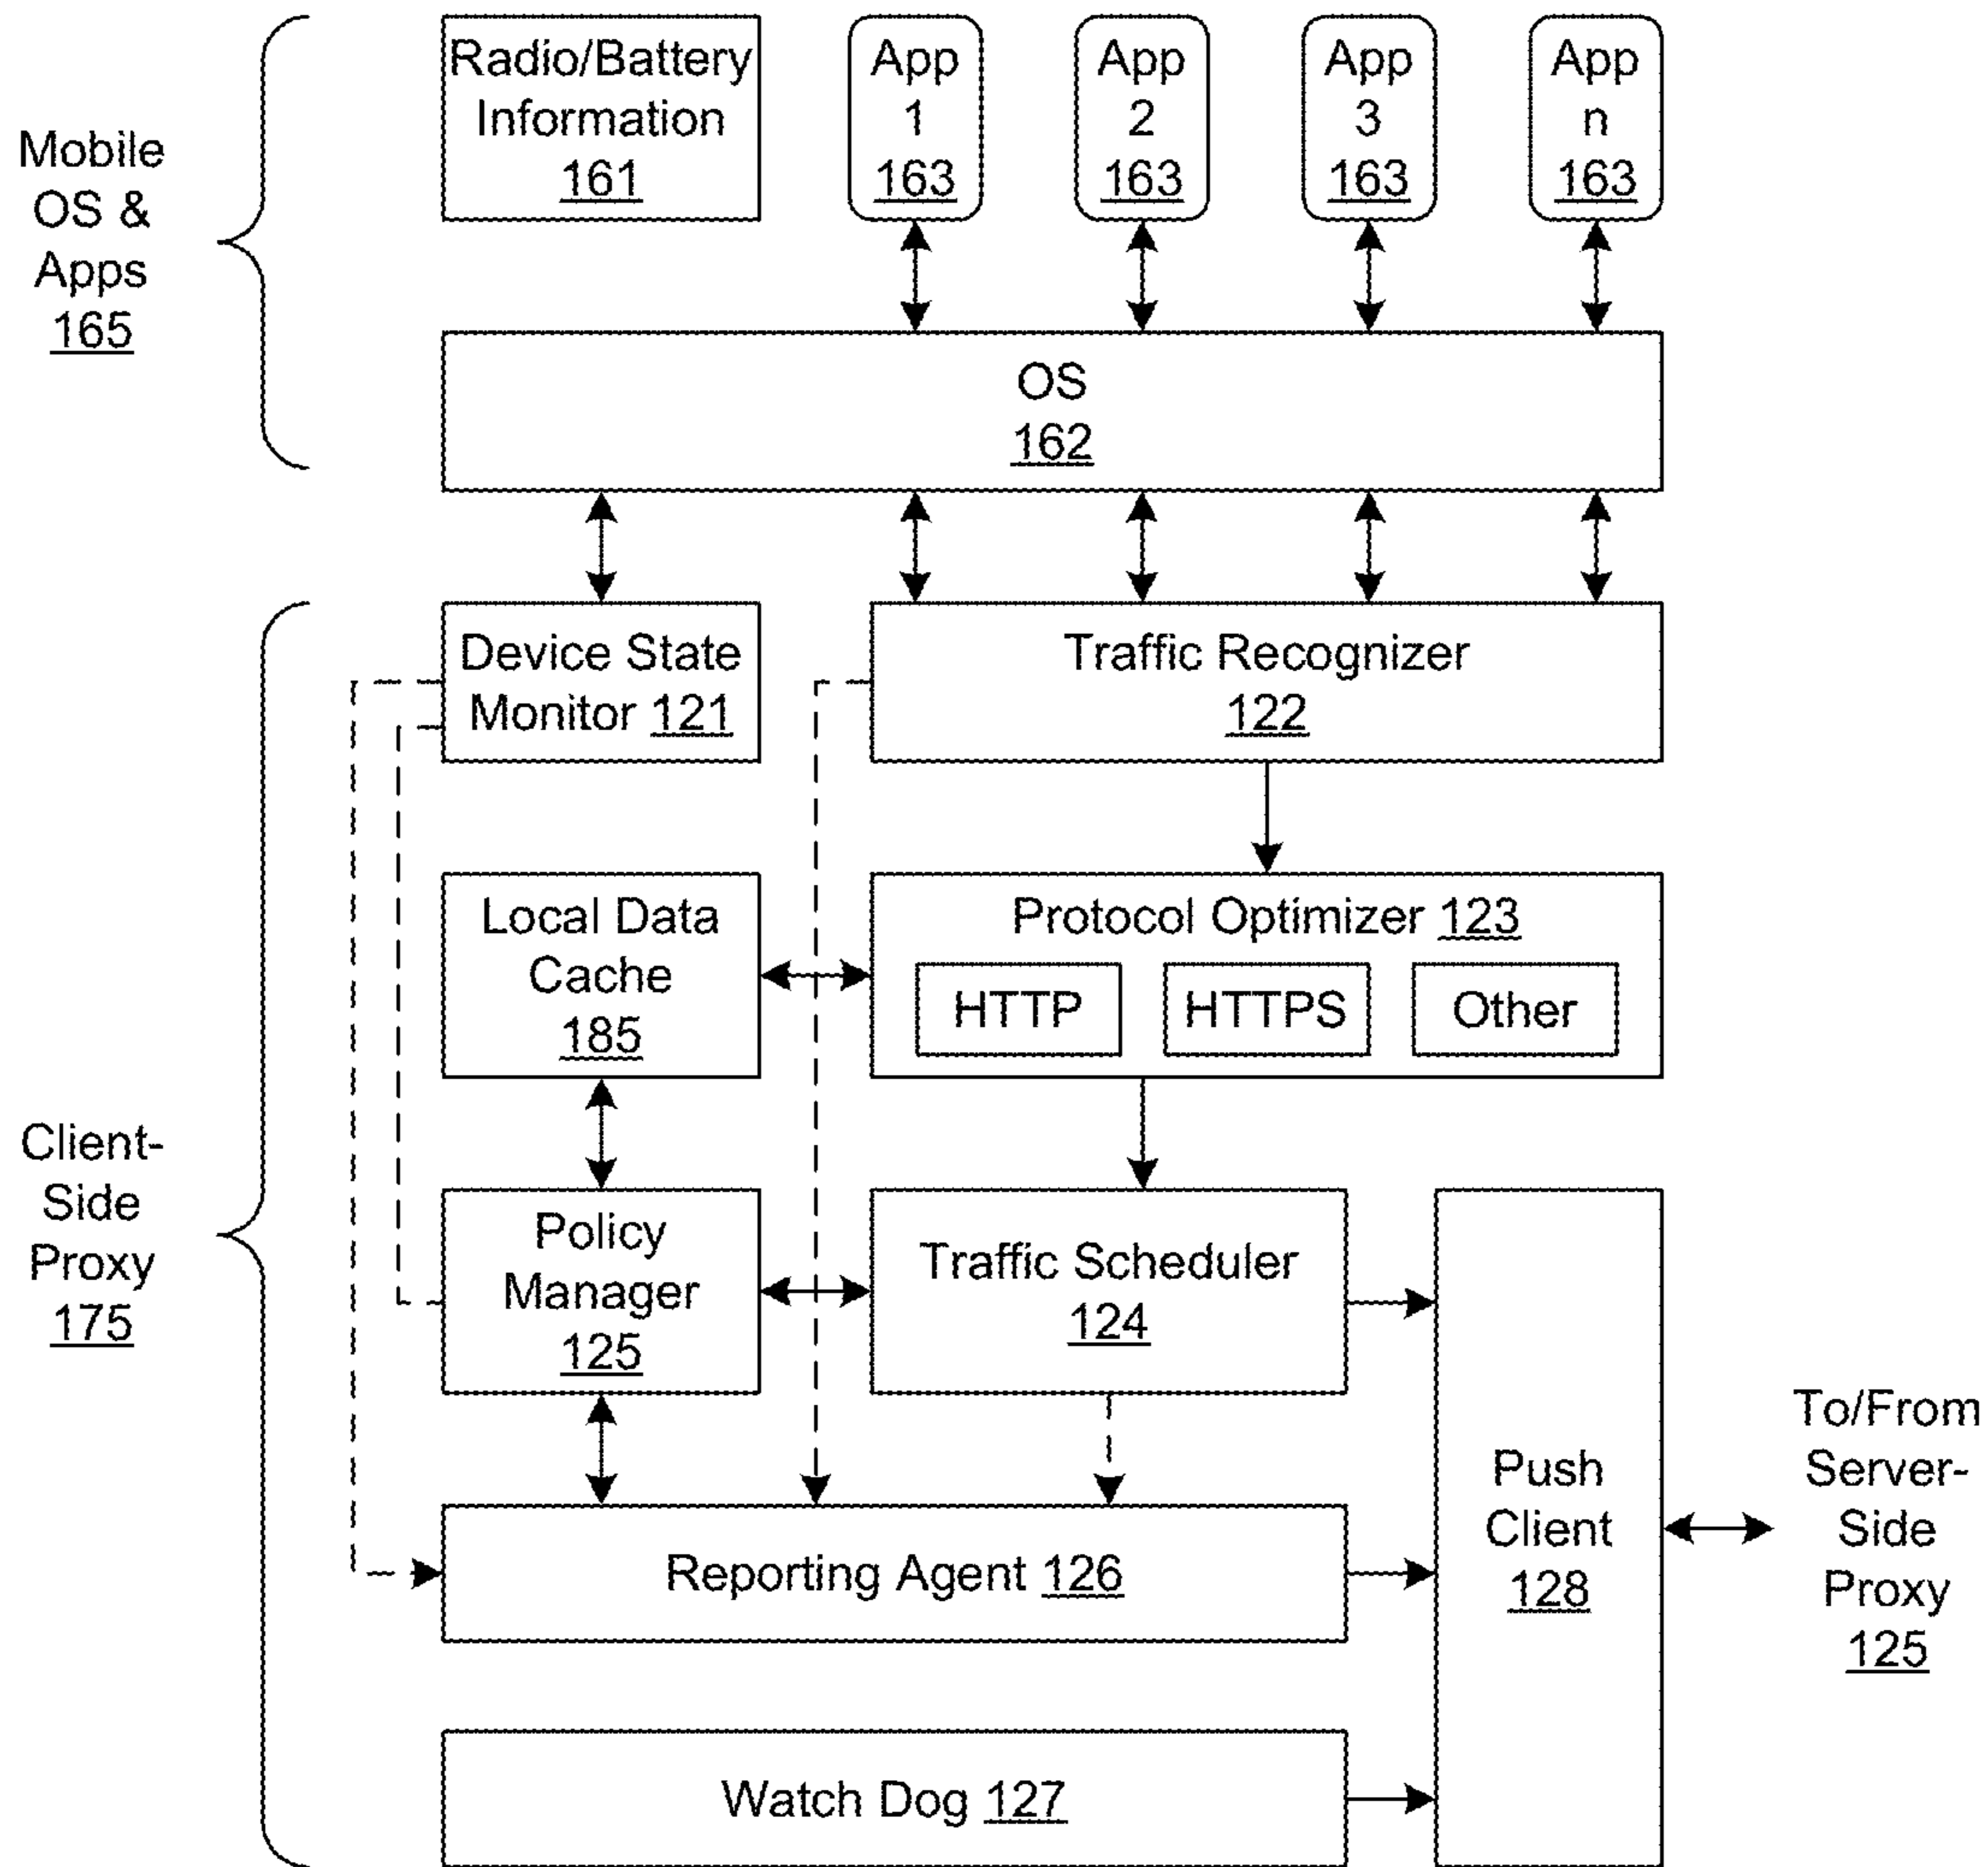 Mobile
OS &
Apps
165
Radio/Battery
Information
161
App
1
163
App
2
163
App
3
163
App
n
163
OS
162
Client-
Side
Proxy
175
Device State
Monitor 121
Traffic Recognizer
122
Local Data
Cache
185
Protocol Optimizer 123
HTTP
HTTPS
Other
Policy
Manager
125
Traffic Scheduler
124
Reporting Agent 126
Watch Dog 127
Push
Client
128
To/From
Server-
Side
Proxy
125